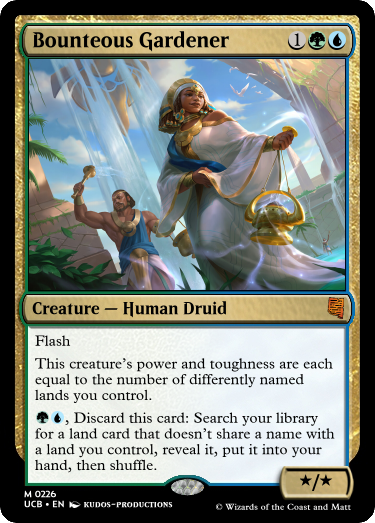 Bounteous Gardener 1
Creature — Human Druid
Flash
This creature's power and toughness are each
equal to the number of differently named
lands you control.
, Discard this card: Search your library
for a land card that doesn't share a name with
a land you control, reveal it, put it into your
hand, then shuffle.
*/*
M 0226
UCB • EN KUDOS-PRODUCTIONS
© Wizards of the Coast and Matt